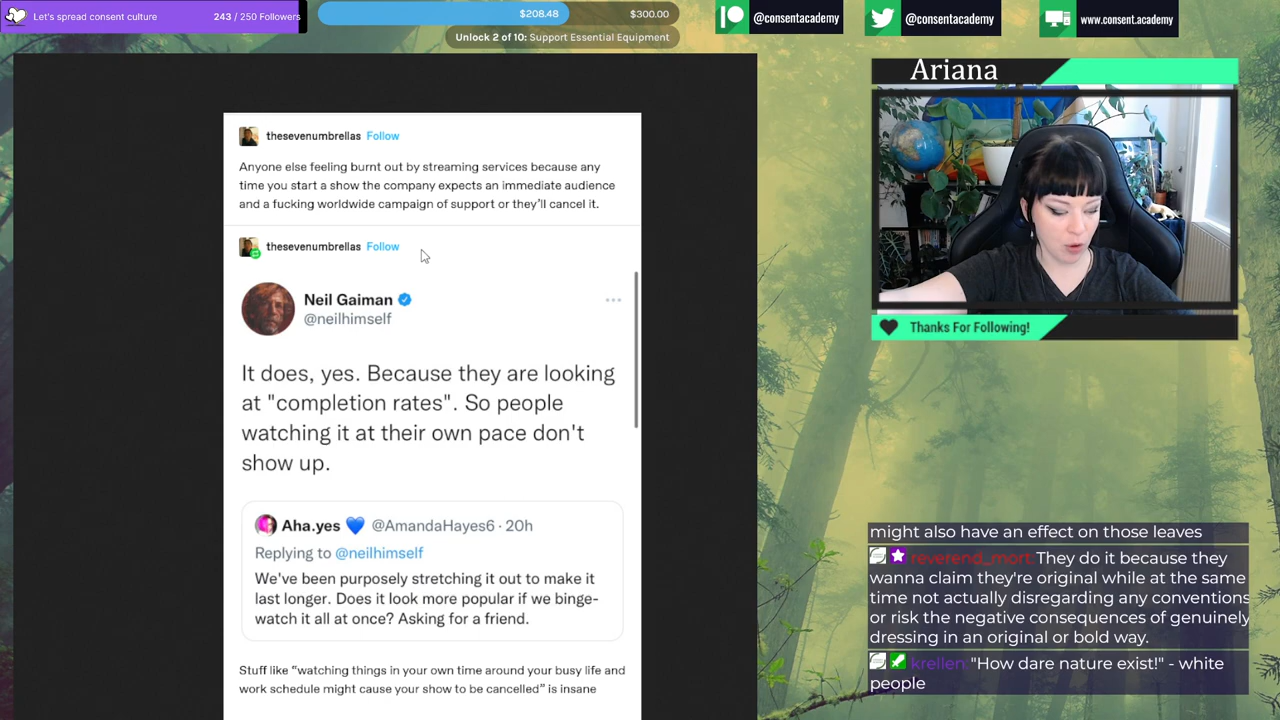 Let's spread consent culture
243 / 250 Followers
$208.48
$300.00
Unlock 2 of 10: Support Essential Equipment
@consentacademy
@consentacademy
www.consent.academy
Ariana
Thanks For Following!
thesevenumbrellas Follow
Anyone else feeling burnt out by streaming services because any
time you start a show the company expects an immediate audience
and a fucking worldwide campaign of support or they'll cancel it.
thesevenumbrellas Follow
Neil Gaiman
@neilhimself
It does, yes. Because they are looking
at "completion rates". So people
watching it at their own pace don't
show up.
Aha.yes 💙 @AmandaHayes6 · 20h
Replying to @neilhimself
We've been purposely stretching it out to make it
last longer. Does it look more popular if we binge-
watch it all at once? Asking for a friend.
Stuff like "watching things in your own time around your busy life and
work schedule might cause your show to be cancelled" is insane
might also have an effect on those leaves
reverend_mort: They do it because they
wanna claim they're original while at the same
time not actually disregarding any conventions
or risk the negative consequences of genuinely
dressing in an original or bold way.
krellen: "How dare nature exist!" - white
people